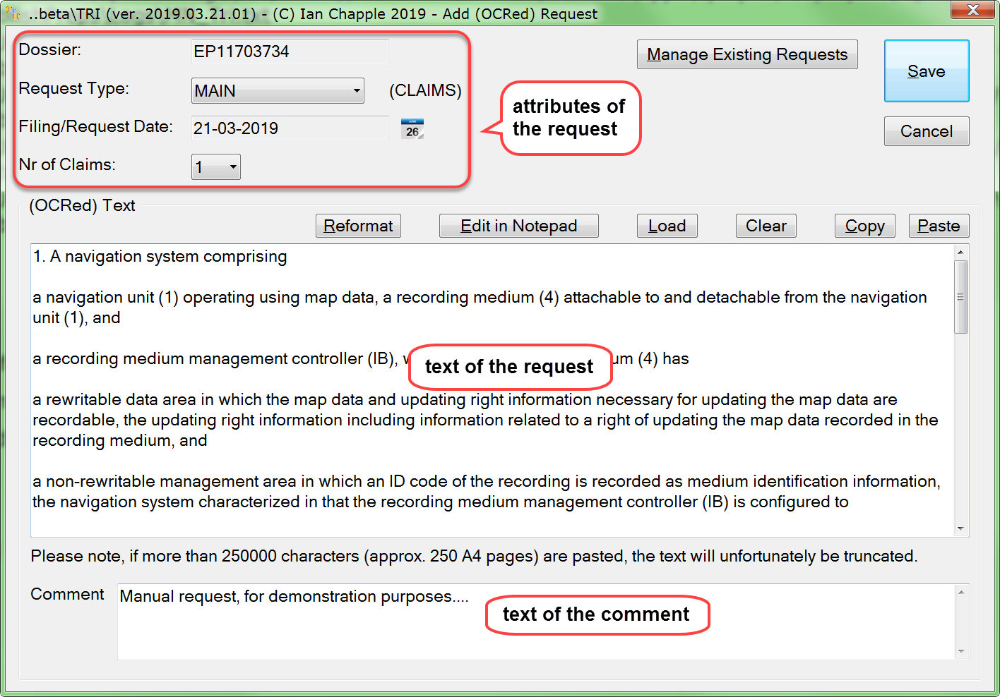 ..beta\TRI (ver. 2019.03.21.01) - (C) Ian Chapple 2019 - Add (OCRed) Request
Dossier: EP11703734
Manage Existing Requests
Save
Request Type: MAIN (CLAIMS)
attributes of
the request
Filing/Request Date: 21-03-2019
JUNE
26
Cancel
Nr of Claims: 1
(OCRed) Text
Reformat Edit in Notepad Load Clear Copy Paste
1. A navigation system comprising
a navigation unit (1) operating using map data, a recording medium (4) attachable to and detachable from the navigation
unit (1), and
a recording medium management controller (IB), (4) has
text of the request
a rewritable data area in which the map data and updating right information necessary for updating the map data are
recordable, the updating right information including information related to a right of updating the map data recorded in the
recording medium, and
a non-rewritable management area in which an ID code of the recording is recorded as medium identification information,
the navigation system characterized in that the recording medium management controller (IB) is configured to
Please note, if more than 250000 characters (approx. 250 A4 pages) are pasted, the text will unfortunately be truncated.
Comment Manual request, for demonstration purposes....
text of the comment